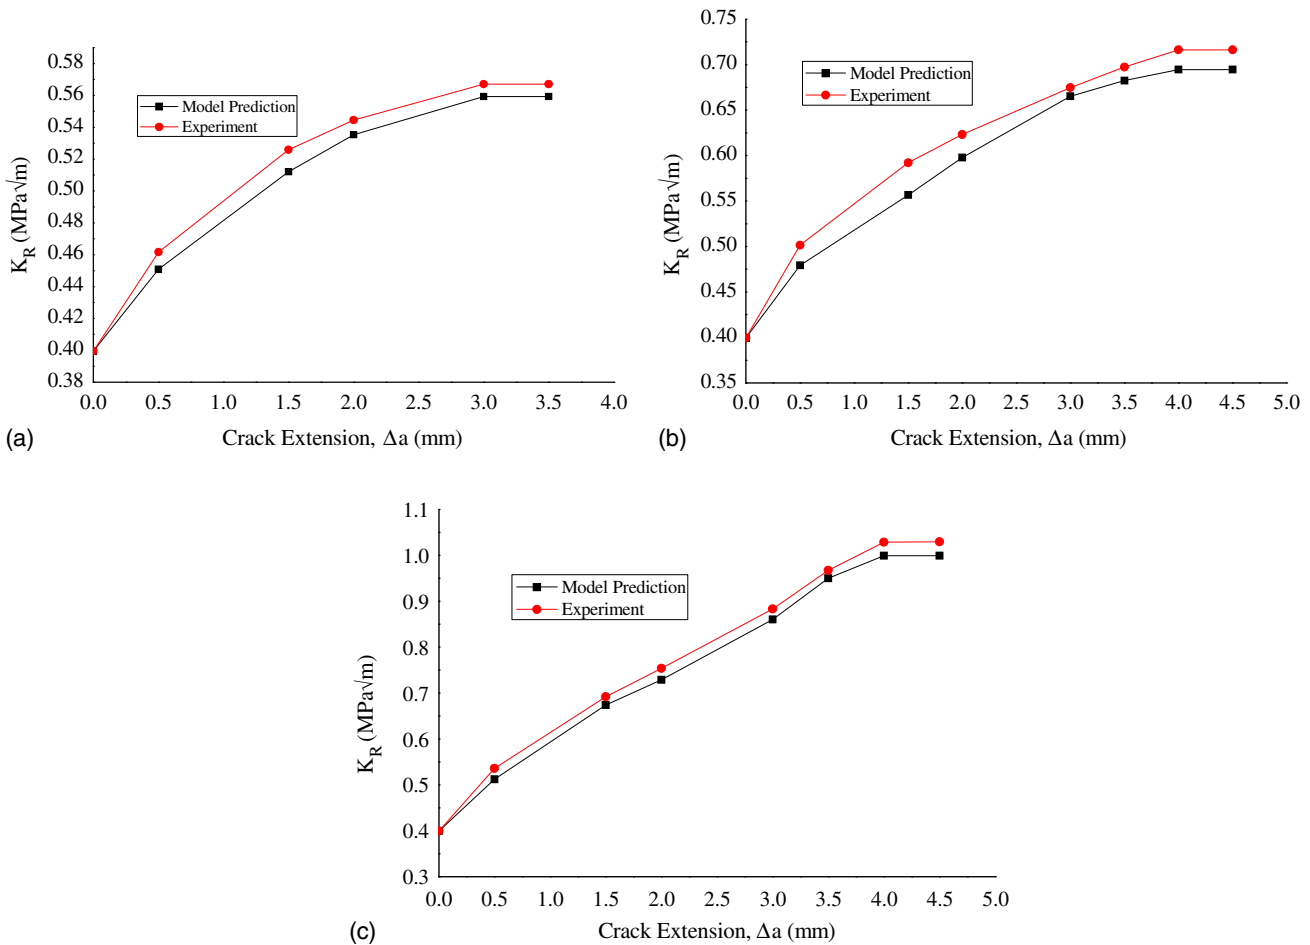 0.58
0.56
0.54
0.52
0.50
0.48
0.46
0.44
0.42
0.40
0.38
K_R (MPa√m)
Model Prediction
Experiment
0.0 0.5 1.0 1.5 2.0 2.5 3.0 3.5 4.0
Crack Extension, Δa (mm)
(a)
0.75
0.70
0.65
0.60
0.55
0.50
0.45
0.40
0.35
K_R (MPa√m)
Model Prediction
Experiment
0.0 0.5 1.0 1.5 2.0 2.5 3.0 3.5 4.0 4.5 5.0
Crack Extension, Δa (mm)
(b)
1.1
1.0
0.9
0.8
0.7
0.6
0.5
0.4
0.3
K_R (MPa√m)
Model Prediction
Experiment
0.0 0.5 1.0 1.5 2.0 2.5 3.0 3.5 4.0 4.5 5.0
Crack Extension, Δa (mm)
(c)